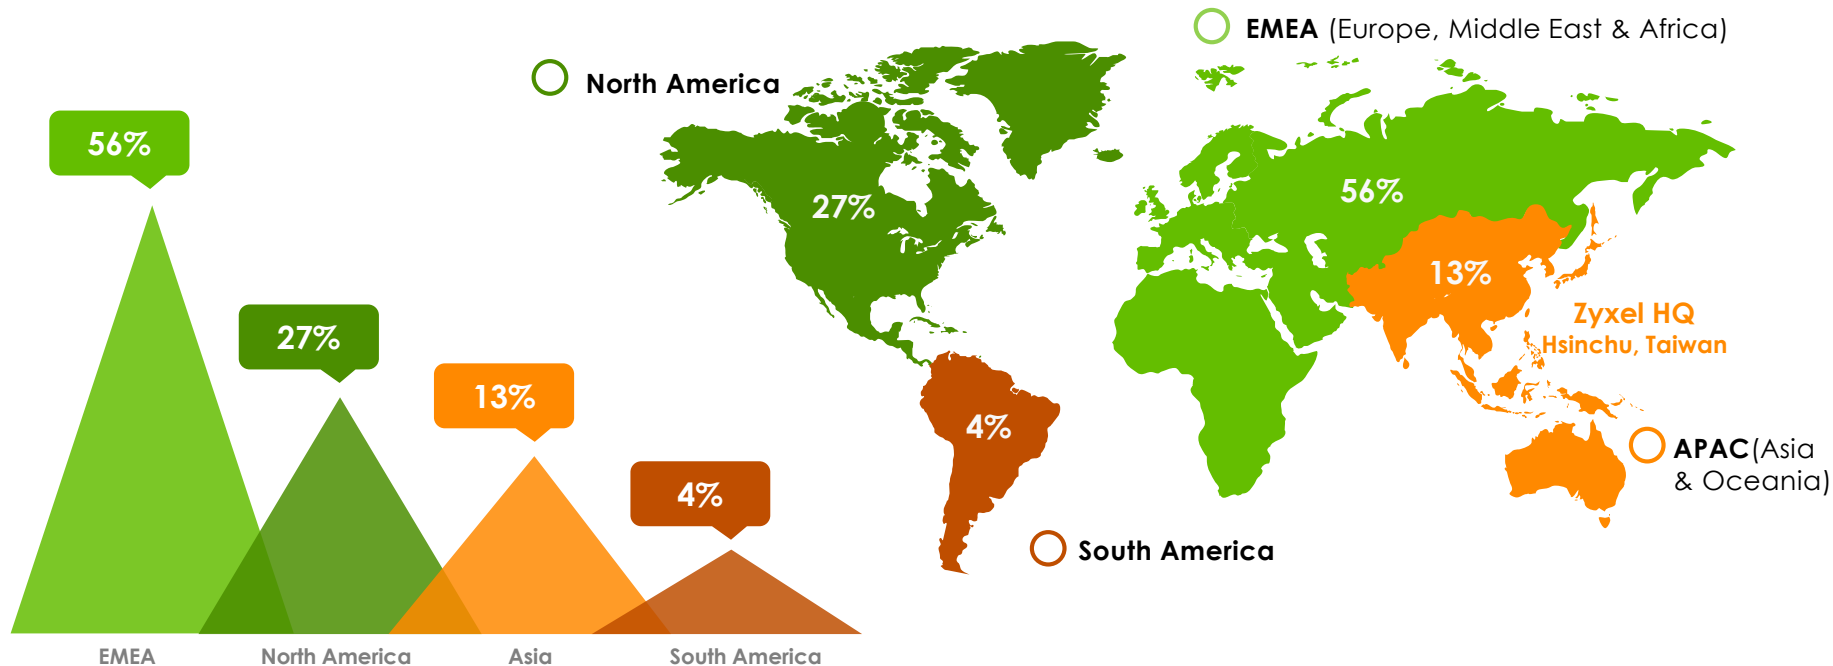 EMEA (Europe, Middle East & Africa)
North America
56%
27%
56%
13%
Zyxel HQ
Hsinchu, Taiwan
27%
13%
4%
APAC(Asia
& Oceania)
4%
South America
EMEA
North America
Asia
South America